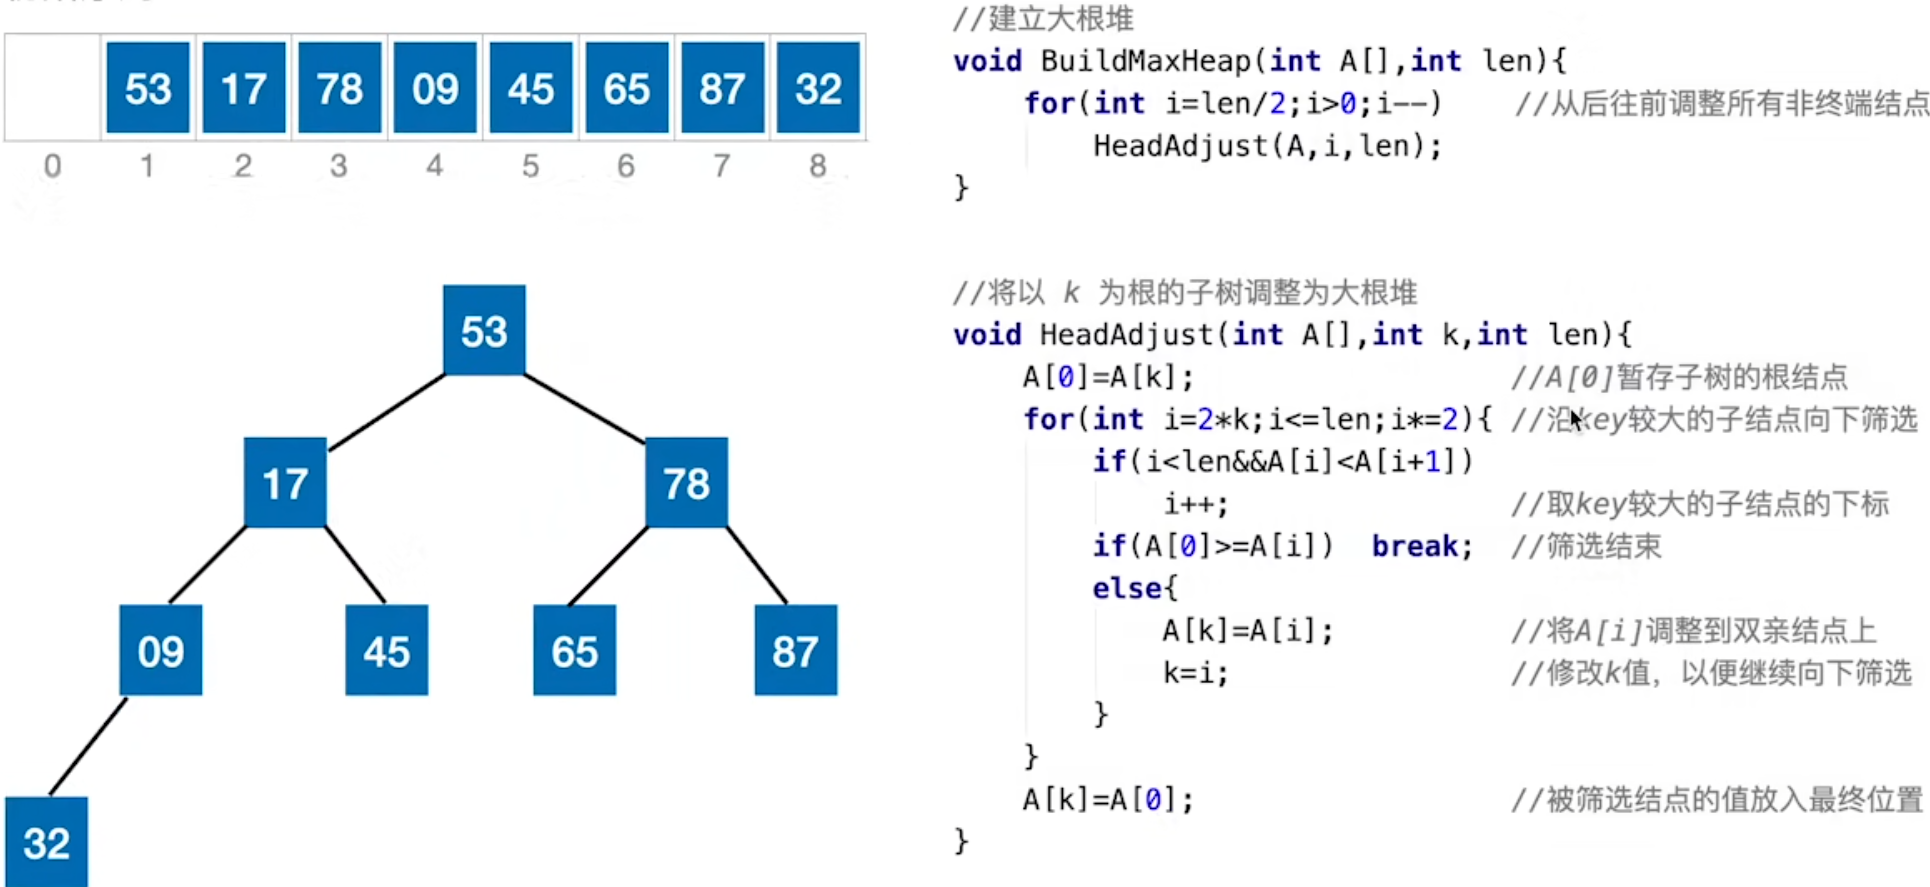 53 17 78 09 45 65 87 32
0 1 2 3 4 5 6 7 8
53
17 78
09 45 65 87
32
//建立大根堆
void BuildMaxHeap(int A[],int len){
for(int i=len/2;i>0;i--) //从后往前调整所有非终端结点
HeadAdjust(A,i,len);
}
//将以 k 为根的子树调整为大根堆
void HeadAdjust(int A[],int k,int len){
A[0]=A[k]; //A[0]暂存子树的根结点
for(int i=2*k;i<=len;i*=2){ //沿key较大的子结点向下筛选
if(i<len&&A[i]<A[i+1])
i++; //取key较大的子结点的下标
if(A[0]>=A[i]) break; //筛选结束
else{
A[k]=A[i]; //将A[i]调整到双亲结点上
k=i; //修改k值，以便继续向下筛选
}
}
A[k]=A[0]; //被筛选结点的值放入最终位置
}